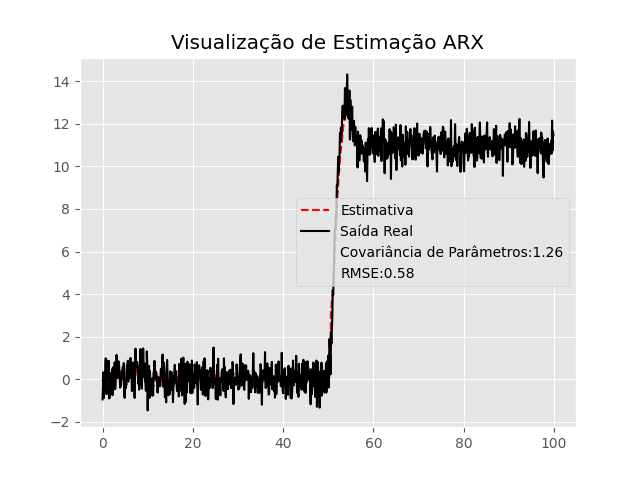 Visualização de Estimação ARX
14
12
10
8
6
4
2
0
−2
Estimativa
Saída Real
Covariância de Parâmetros:1.26
RMSE:0.58
0 20 40 60 80 100